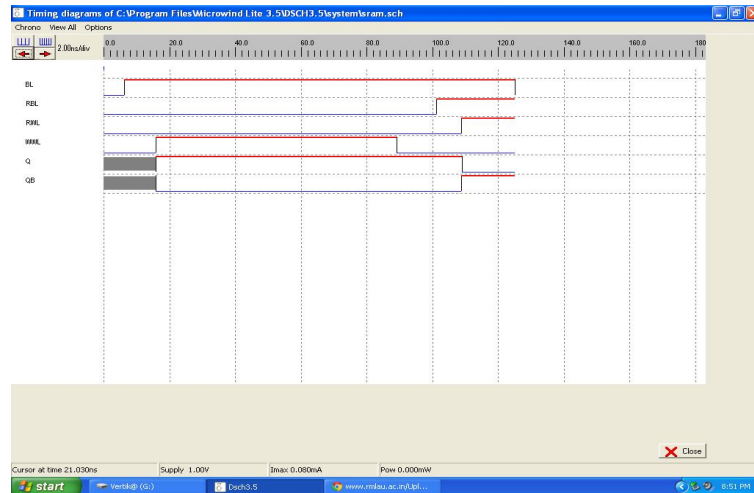 Timing diagrams of C:\Program Files\Microwind Lite 3.5\DSCH3.5\system\sram.sch
Chrono View All Options
2.00ns/div
0.0 20.0 40.0 60.0 80.0 100.0 120.0 140.0 160.0 180
BL
RBL
RWL
WWL
Q
QB
Close
Cursor at time 21.030ns Supply 1.00V Imax 0.080mA Pow 0.000mW
start Vertik@ (G:) Dsch3.5 www.rmlau.ac.in/Upl... 8:51 PM